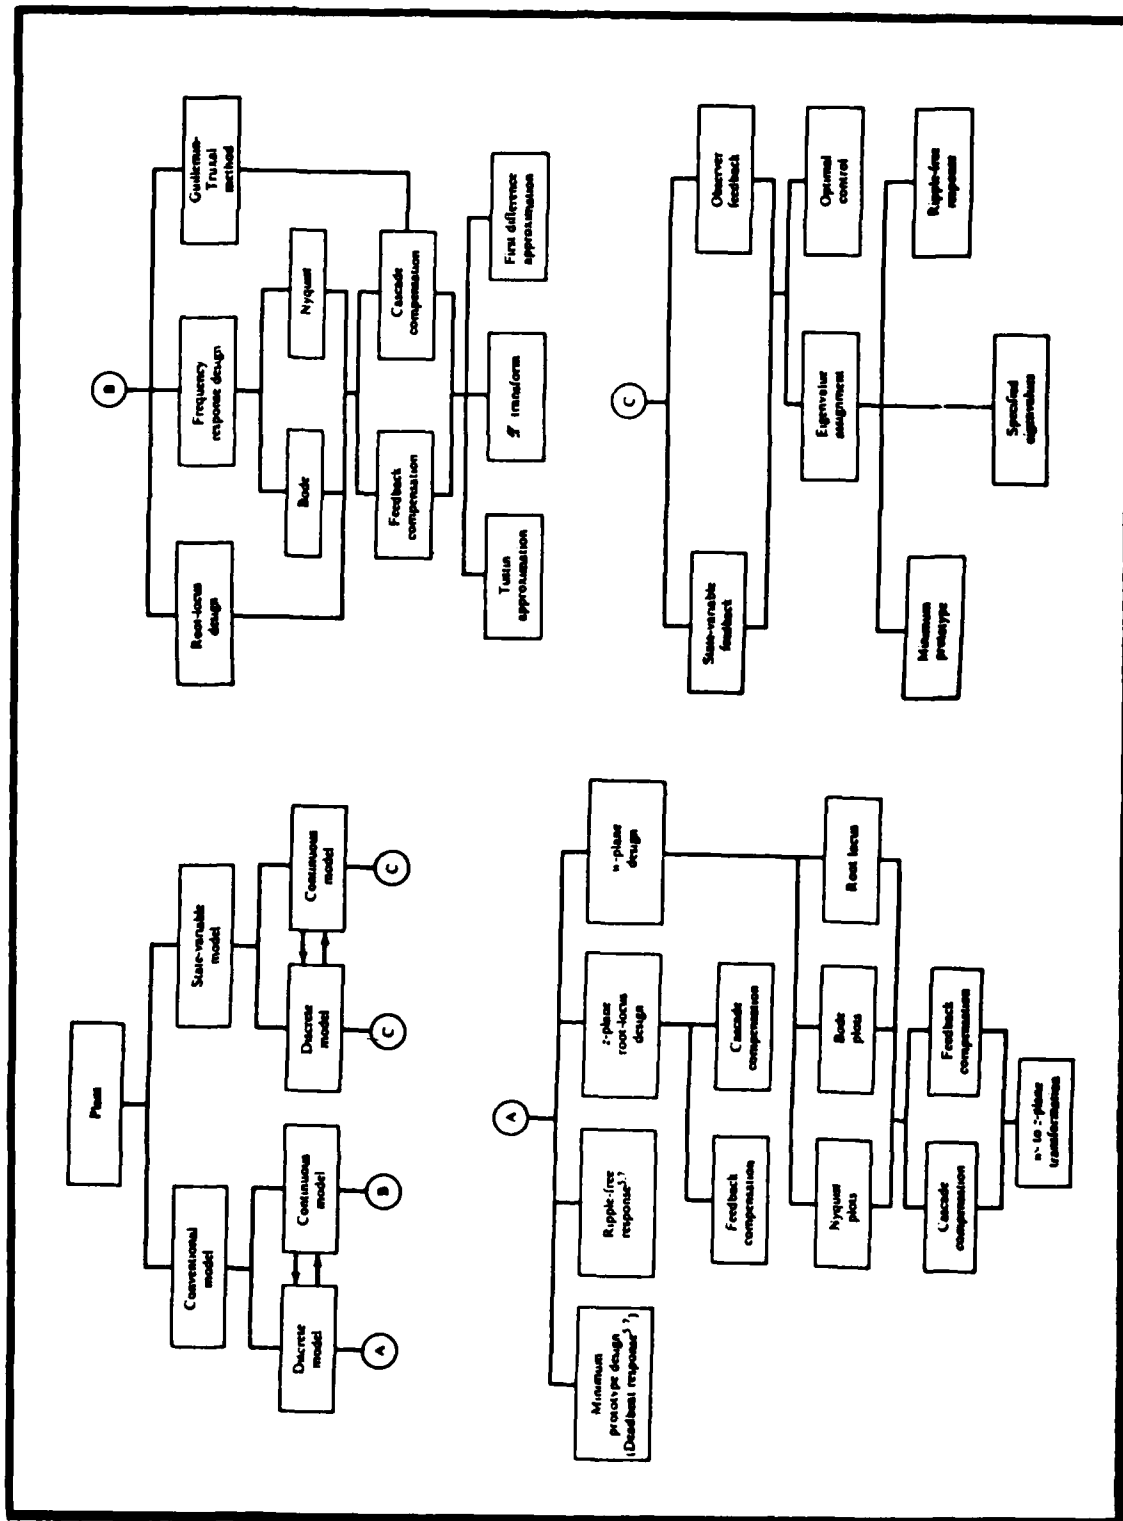 Plant
Conventional
model
State-variable
model
Discrete
model
Continuous
model
Discrete
model
Continuous
model
A
B
C
C
A
Minimum
prototype design
(Deadbeat response5,7)
Ripple-free
response5,7
z-plane
root-locus
design
w-plane
design
Feedback
compensation
Cascade
compensation
Nyquist
plots
Bode
plots
Root locus
Cascade
compensation
Feedback
compensation
w- to z-plane
transformation
B
Root-locus
design
Frequency
response design
Guillemin-
Truxal
method
Bode
Nyquist
Feedback
compensation
Cascade
compensation
Tustin
approximation
transform
First difference
approximation
C
State-variable
feedback
Observer
feedback
Eigenvalue
assignment
Optimal
control
Minimum
prototype
Specified
eigenvalues
Ripple-free
response